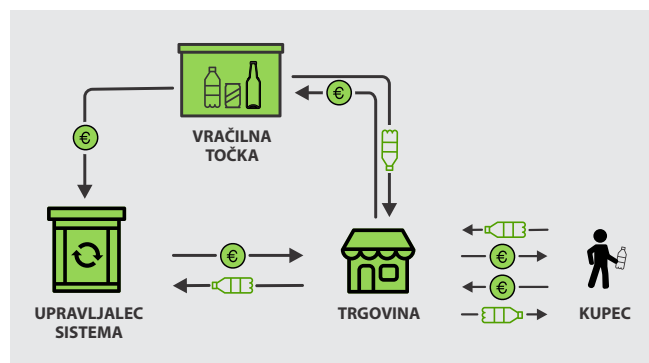 €
€
VRAČILNA
TOČKA
€
€
€
UPRAVLJALEC
SISTEMA
TRGOVINA
KUPEC